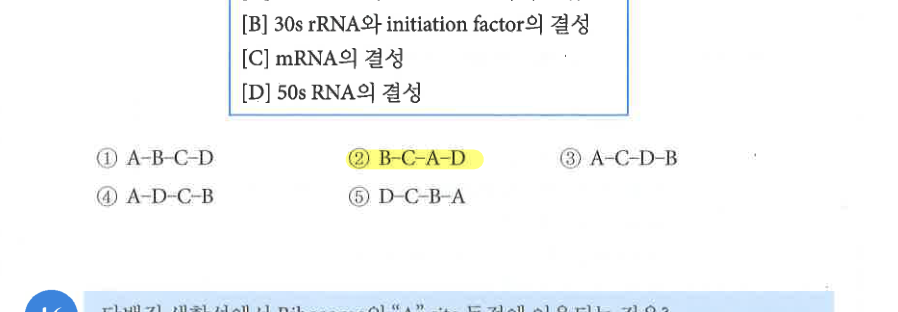 [B] 30s rRNA와 initiation factor의 결성
[C] mRNA의 결성
[D] 50s RNA의 결성
① A-B-C-D ② B-C-A-D ③ A-C-D-B
④ A-D-C-B ⑤ D-C-B-A